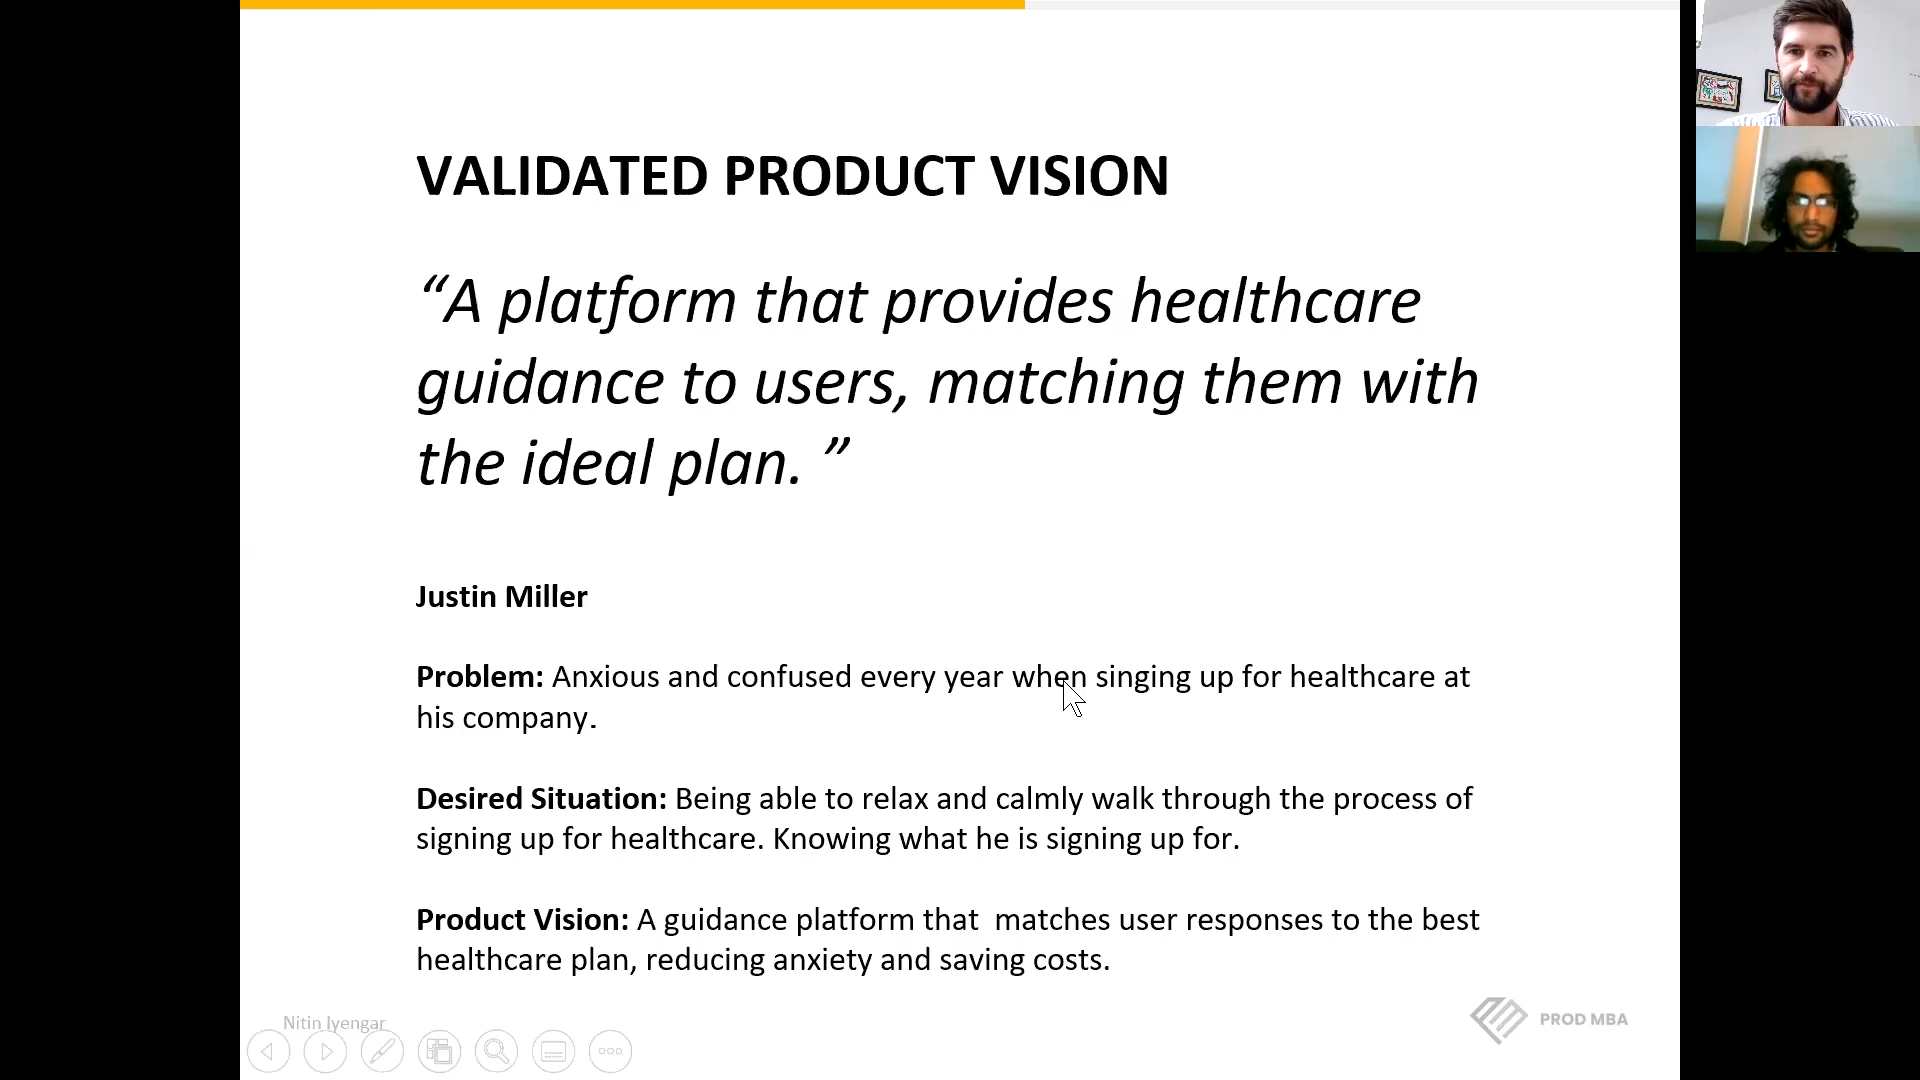 VALIDATED PRODUCT VISION
“A platform that provides healthcare
guidance to users, matching them with
the ideal plan. ”
Justin Miller
Problem: Anxious and confused every year when singing up for healthcare at
his company.
Desired Situation: Being able to relax and calmly walk through the process of
signing up for healthcare. Knowing what he is signing up for.
Product Vision: A guidance platform that  matches user responses to the best
healthcare plan, reducing anxiety and saving costs.
Nitin Iyengar
PROD MBA